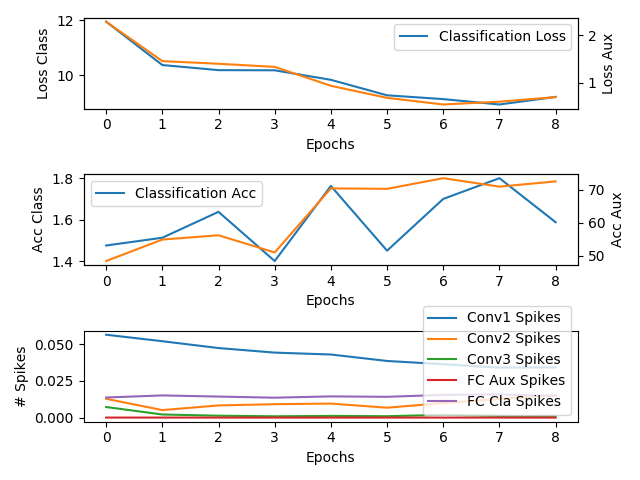 12
10
Loss Class
Classification Loss
2
1
Loss Aux
0 1 2 3 4 5 6 7 8
Epochs
1.8
1.6
1.4
Acc Class
Classification Acc
70
60
50
Acc Aux
0 1 2 3 4 5 6 7 8
Epochs
0.050
0.025
0.000
# Spikes
Conv1 Spikes
Conv2 Spikes
Conv3 Spikes
FC Aux Spikes
FC Cla Spikes
0 1 2 3 4 5 6 7 8
Epochs